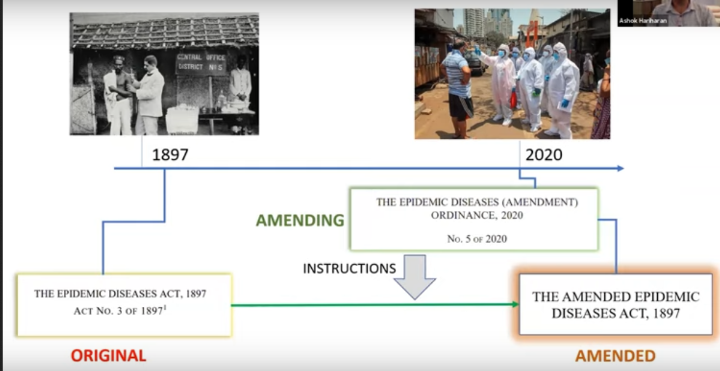 Ashok Hariharan
CENTRAL OFFICE
DISTRICT No 5
1897
2020
AMENDING
THE EPIDEMIC DISEASES (AMENDMENT)
ORDINANCE, 2020
No. 5 OF 2020
INSTRUCTIONS
THE EPIDEMIC DISEASES ACT, 1897
ACT NO. 3 OF 1897¹
THE AMENDED EPIDEMIC
DISEASES ACT, 1897
ORIGINAL
AMENDED